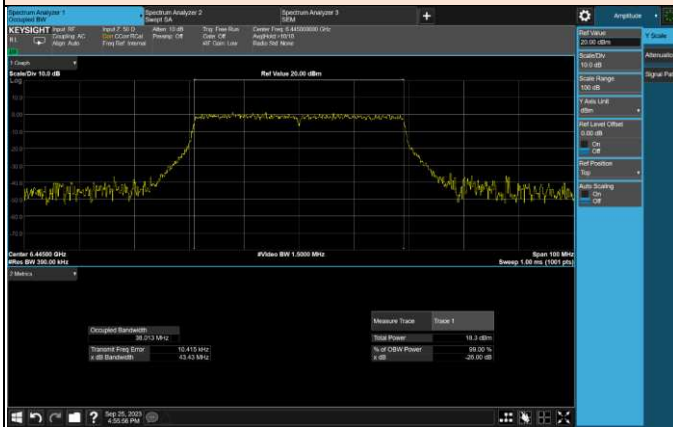 Spectrum Analyzer 1
Occupied BW
Spectrum Analyzer 2
Swept SA
Spectrum Analyzer 3
SEM
+
Amplitude
KEYSIGHT
Input: RF
Coupling: AC
Align: Auto
Input Z: 50 Ω
Corr CCorr RCal
Freq Ref: Internal
Atten: 10 dB
Preamp: Off
Trig: Free Run
Gate: Off
#IF Gain: Low
Center Freq: 6.445000000 GHz
Avg|Hold: >10/10
Radio Std: None
1 Graph
Scale/Div 10.0 dB
Ref Value 20.00 dBm
Log
Center 6.44500 GHz
#Res BW 390.00 kHz
#Video BW 1.5000 MHz
Span 100 MHz
Sweep 1.00 ms (1001 pts)
2 Metrics
Occupied Bandwidth
38.013 MHz
Transmit Freq Error
10.415 kHz
x dB Bandwidth
43.43 MHz
Measure Trace
Trace 1
Total Power
18.3 dBm
% of OBW Power
99.00 %
x dB
-26.00 dB
Ref Value
20.00 dBm
Scale/Div
10.0 dB
Scale Range
100 dB
Y Axis Unit
dBm
Ref Level Offset
0.00 dB
On
Off
Ref Position
Top
Auto Scaling
On
Off
Y Scale
Sep 25, 2023
4:55:58 PM